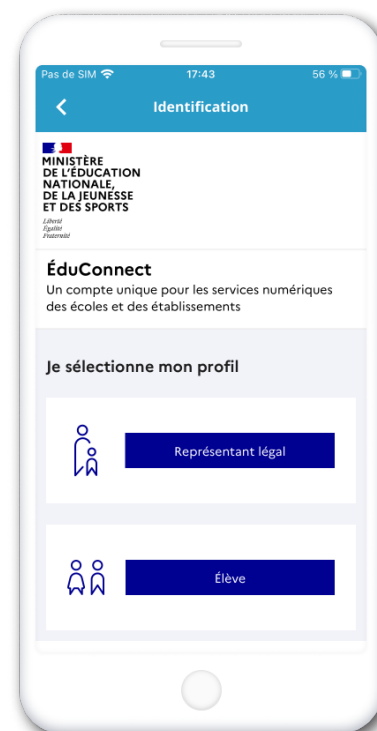 Pas de SIM 17:43 56 %
Identification
MINISTÈRE
DE L'ÉDUCATION
NATIONALE,
DE LA JEUNESSE
ET DES SPORTS
Liberté
Égalité
Fraternité
ÉduConnect
Un compte unique pour les services numériques
des écoles et des établissements
Je sélectionne mon profil
Représentant légal
Élève